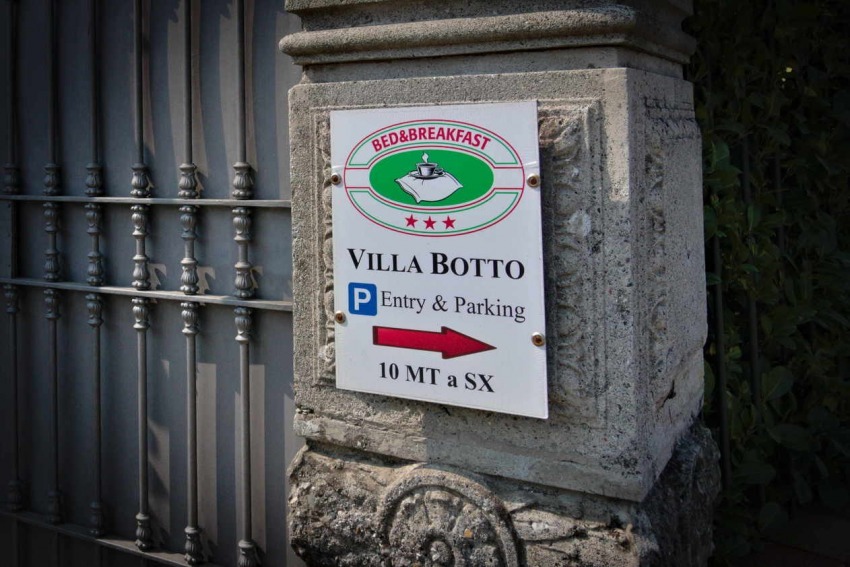 BED&BREAKFAST
VILLA BOTTO
P Entry & Parking
10 MT a SX